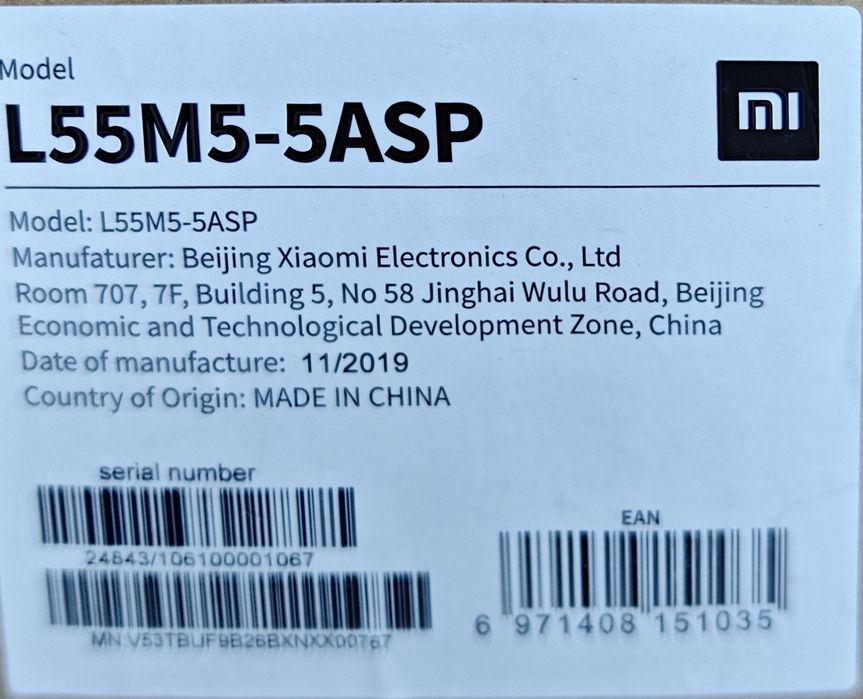 Model
L55M5-5ASP
mi
Model: L55M5-5ASP
Manufaturer: Beijing Xiaomi Electronics Co., Ltd
Room 707, 7F, Building 5, No 58 Jinghai Wulu Road, Beijing
Economic and Technological Development Zone, China
Date of manufacture: 11/2019
Country of Origin: MADE IN CHINA
serial number
24843/106100001067
EAN
6 971408 151035